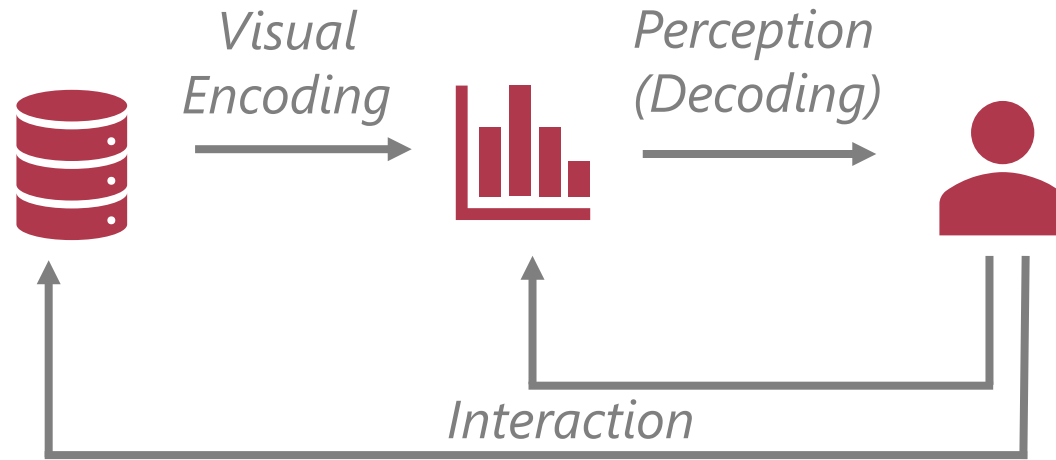 Visual
Encoding
Perception
(Decoding)
Interaction